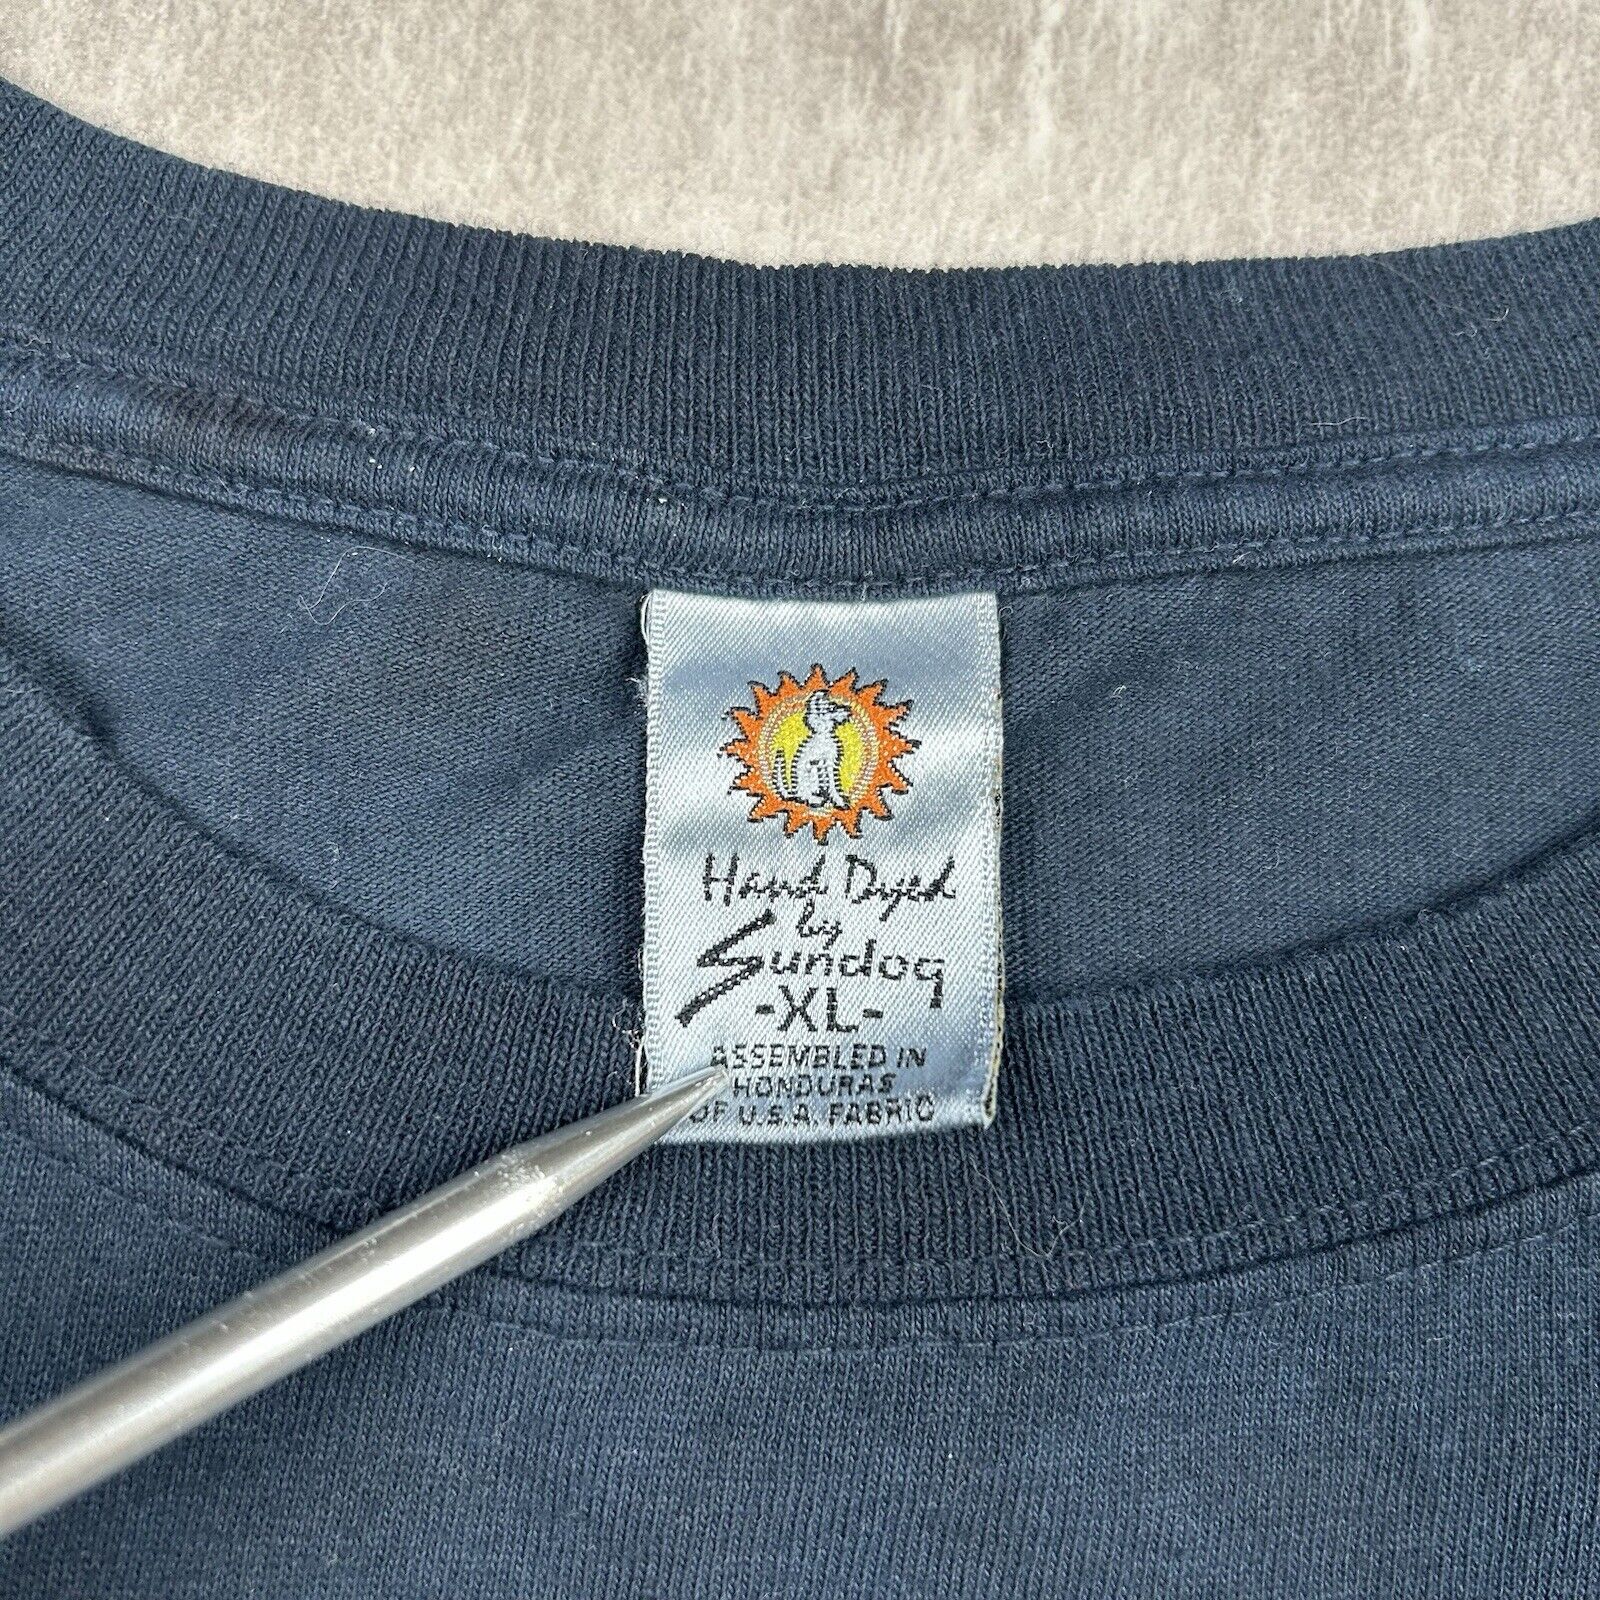 Hand Dyed
by
Sundog
-XL-
ASSEMBLED IN
HONDURAS
OF U.S.A. FABRIC